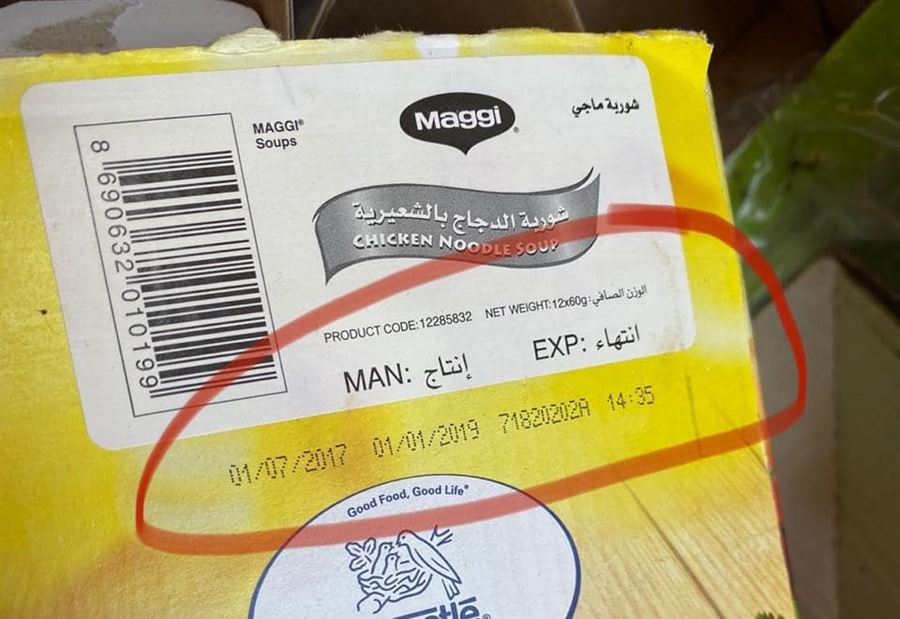 8 690632 010199
MAGGI®
Soups
Maggi®
شوربة ماجي
شوربة الدجاج بالشعيرية
CHICKEN NOODLE SOUP
PRODUCT CODE:12285832 NET WEIGHT:12x60g الوزن الصافي:
MAN: إنتاج EXP: انتهاء
01/07/2017 01/01/2019 71820202A 14:35
Good Food, Good Life®